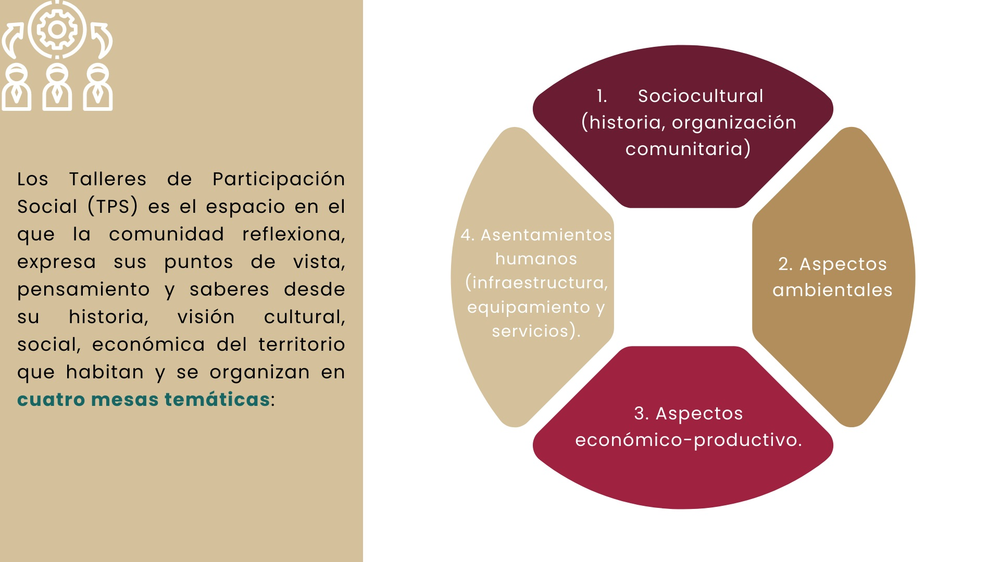 Los Talleres de Participación
Social (TPS) es el espacio en el
que la comunidad reflexiona,
expresa sus puntos de vista,
pensamiento y saberes desde
su historia, visión cultural,
social, económica del territorio
que habitan y se organizan en
cuatro mesas temáticas:
1. Sociocultural
(historia, organización
comunitaria)
2. Aspectos
ambientales
3. Aspectos
económico-productivo.
4. Asentamientos
humanos
(infraestructura,
equipamiento y
servicios).